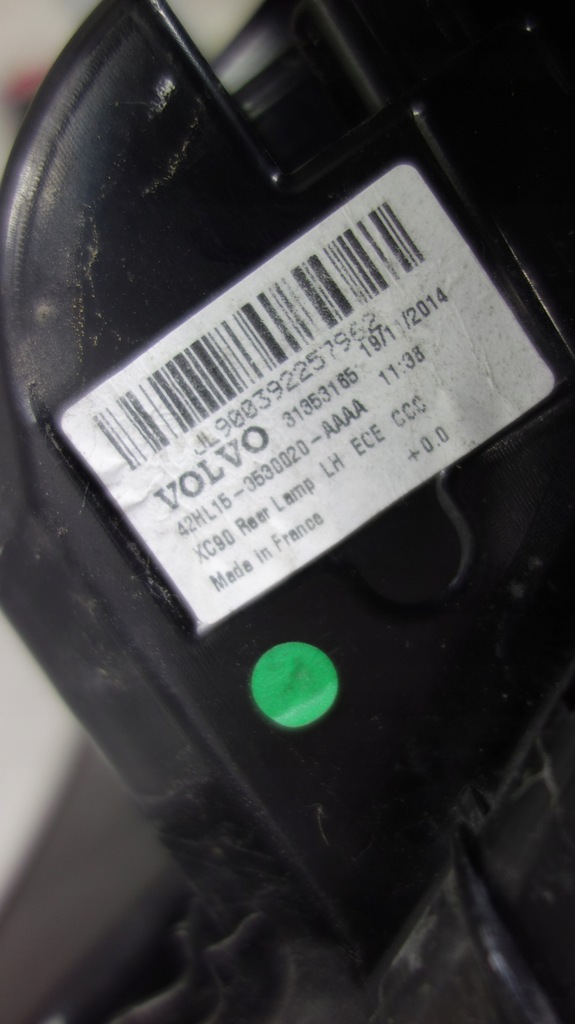 JL900392257962
VOLVO 31353165 19/11/2014
42HL15-3530020-AAAA 11:38
XC90 Rear Lamp LH ECE CCC
Made in France +0.0